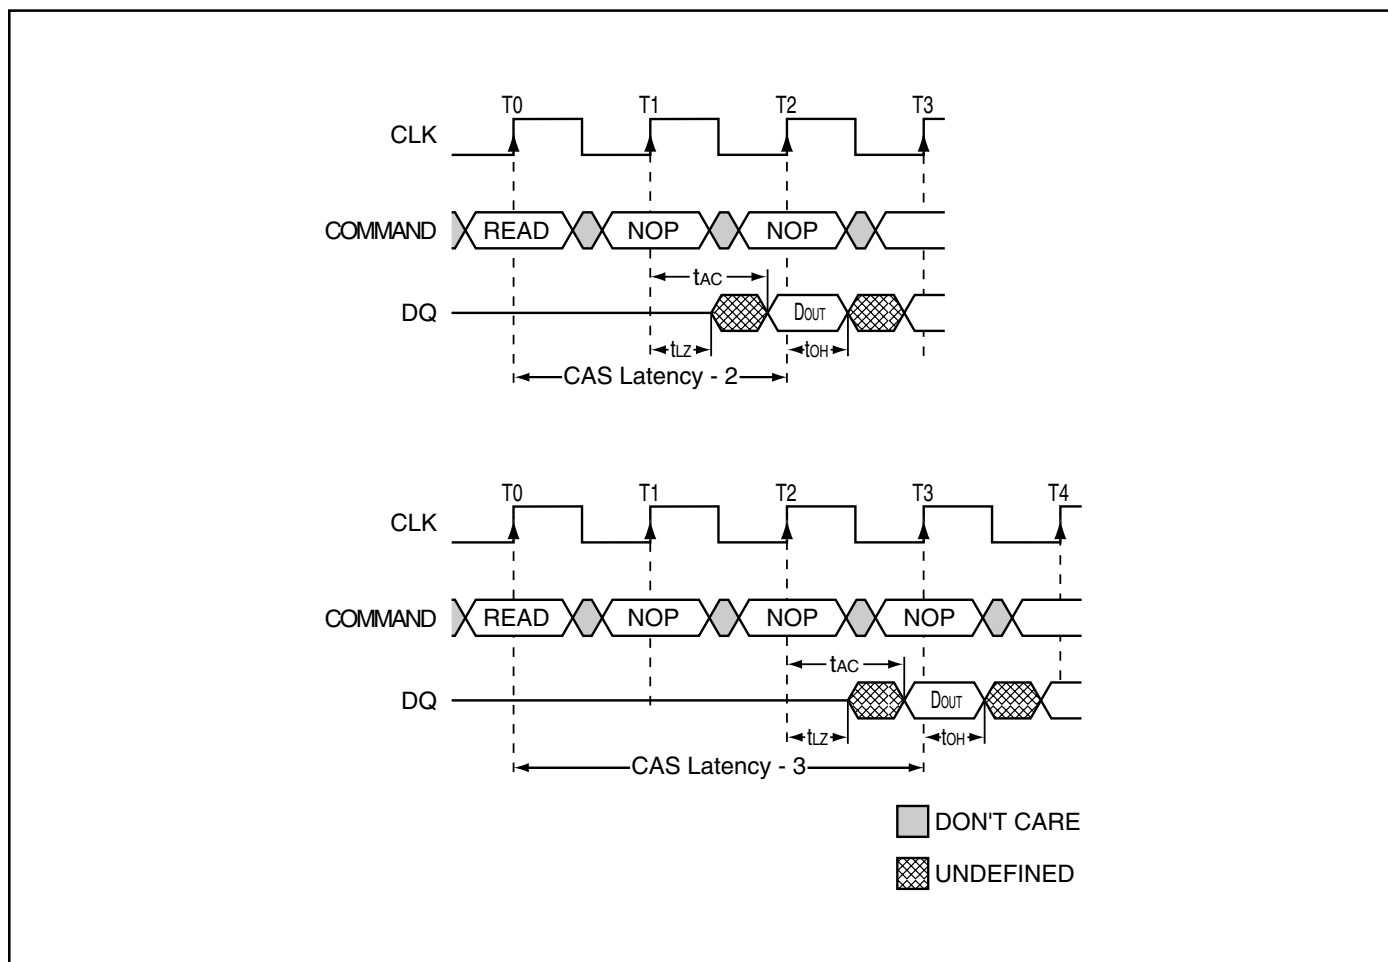 T0 T1 T2 T3
CLK
COMMAND READ NOP NOP
tAC
DQ DOUT
tLZ tOH
CAS Latency - 2
T0 T1 T2 T3 T4
CLK
COMMAND READ NOP NOP NOP
tAC
DQ DOUT
tLZ tOH
CAS Latency - 3
DON'T CARE
UNDEFINED